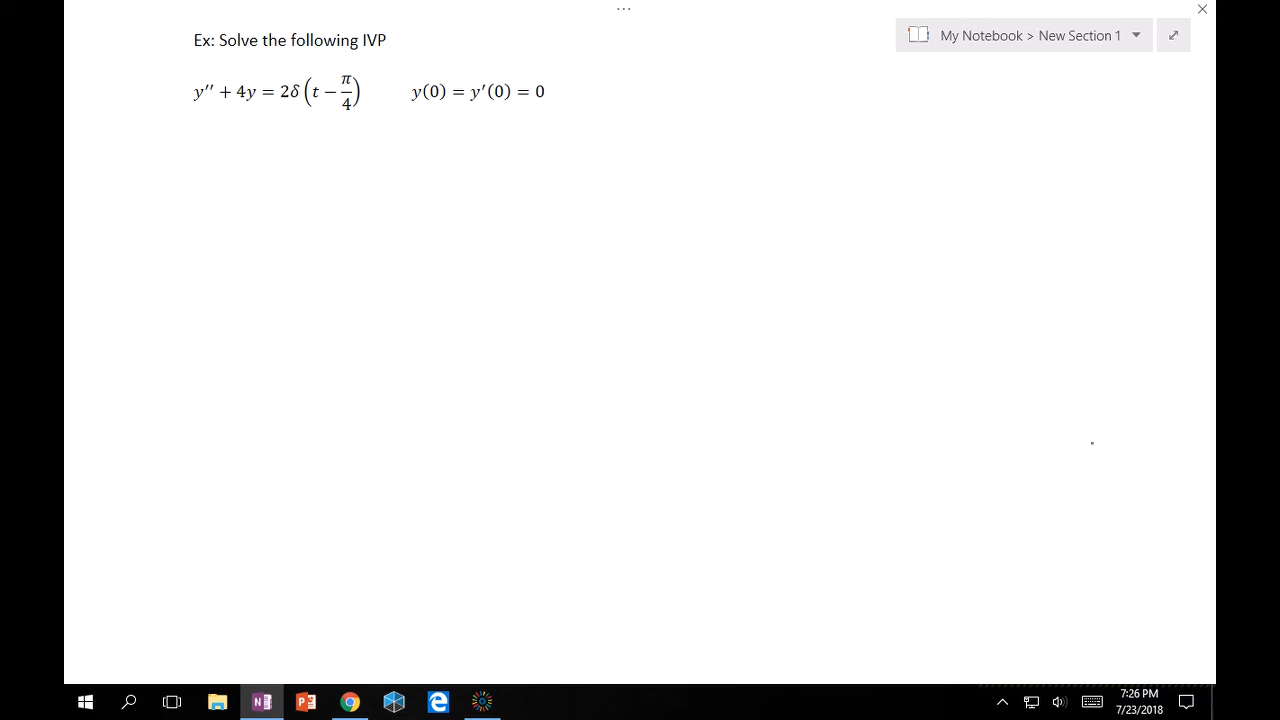 ...
Ex: Solve the following IVP
My Notebook > New Section 1
y′′ + 4y = 2δ (t − π/4) y(0) = y′(0) = 0
7:26 PM
7/23/2018